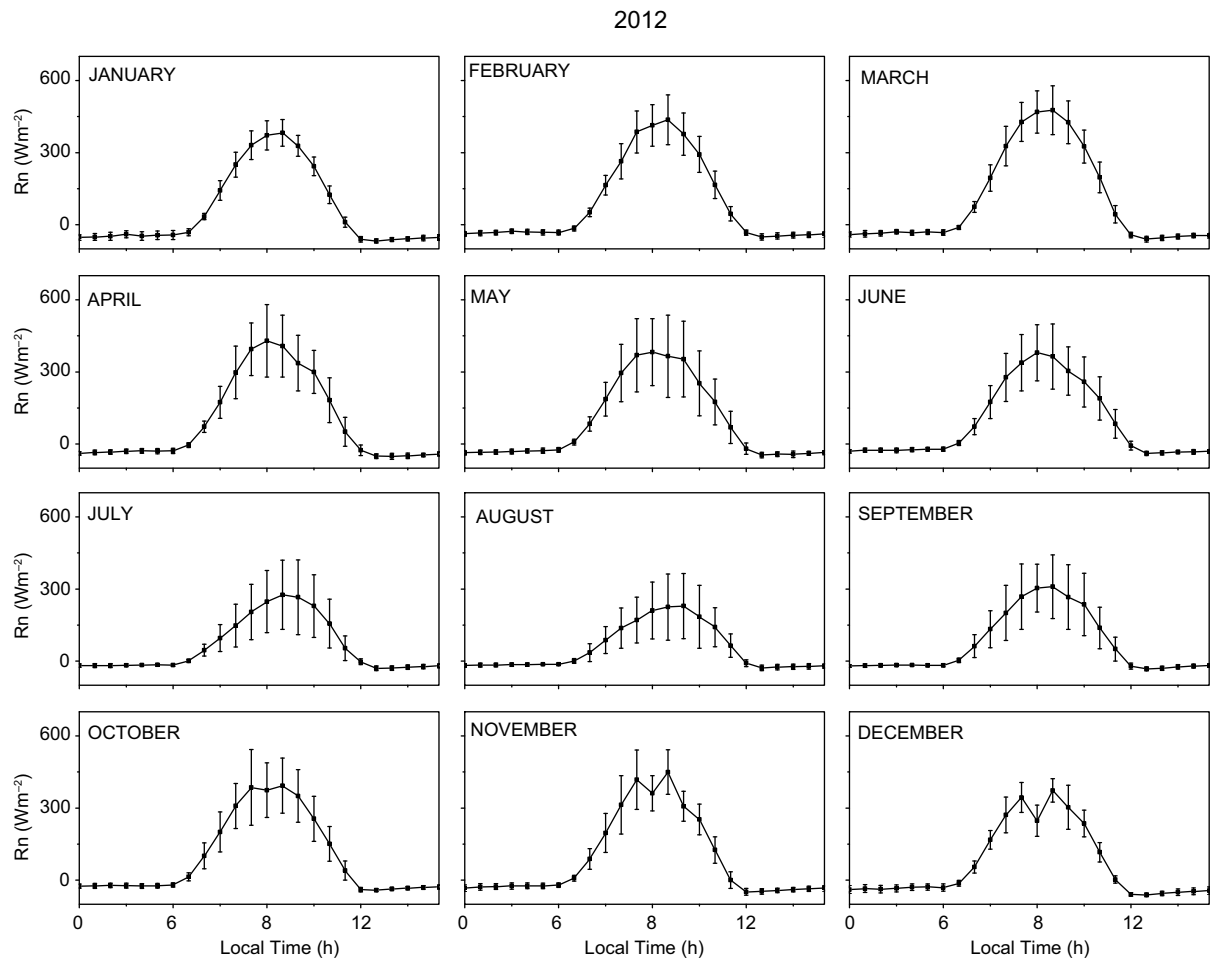 2012
JANUARY
FEBRUARY
MARCH
Rn (Wm⁻²)
600
300
0
APRIL
MAY
JUNE
Rn (Wm⁻²)
600
300
0
JULY
AUGUST
SEPTEMBER
Rn (Wm⁻²)
600
300
0
OCTOBER
NOVEMBER
DECEMBER
Rn (Wm⁻²)
600
300
0
0 6 8 12
0 6 8 12
0 6 8 12
Local Time (h)
Local Time (h)
Local Time (h)